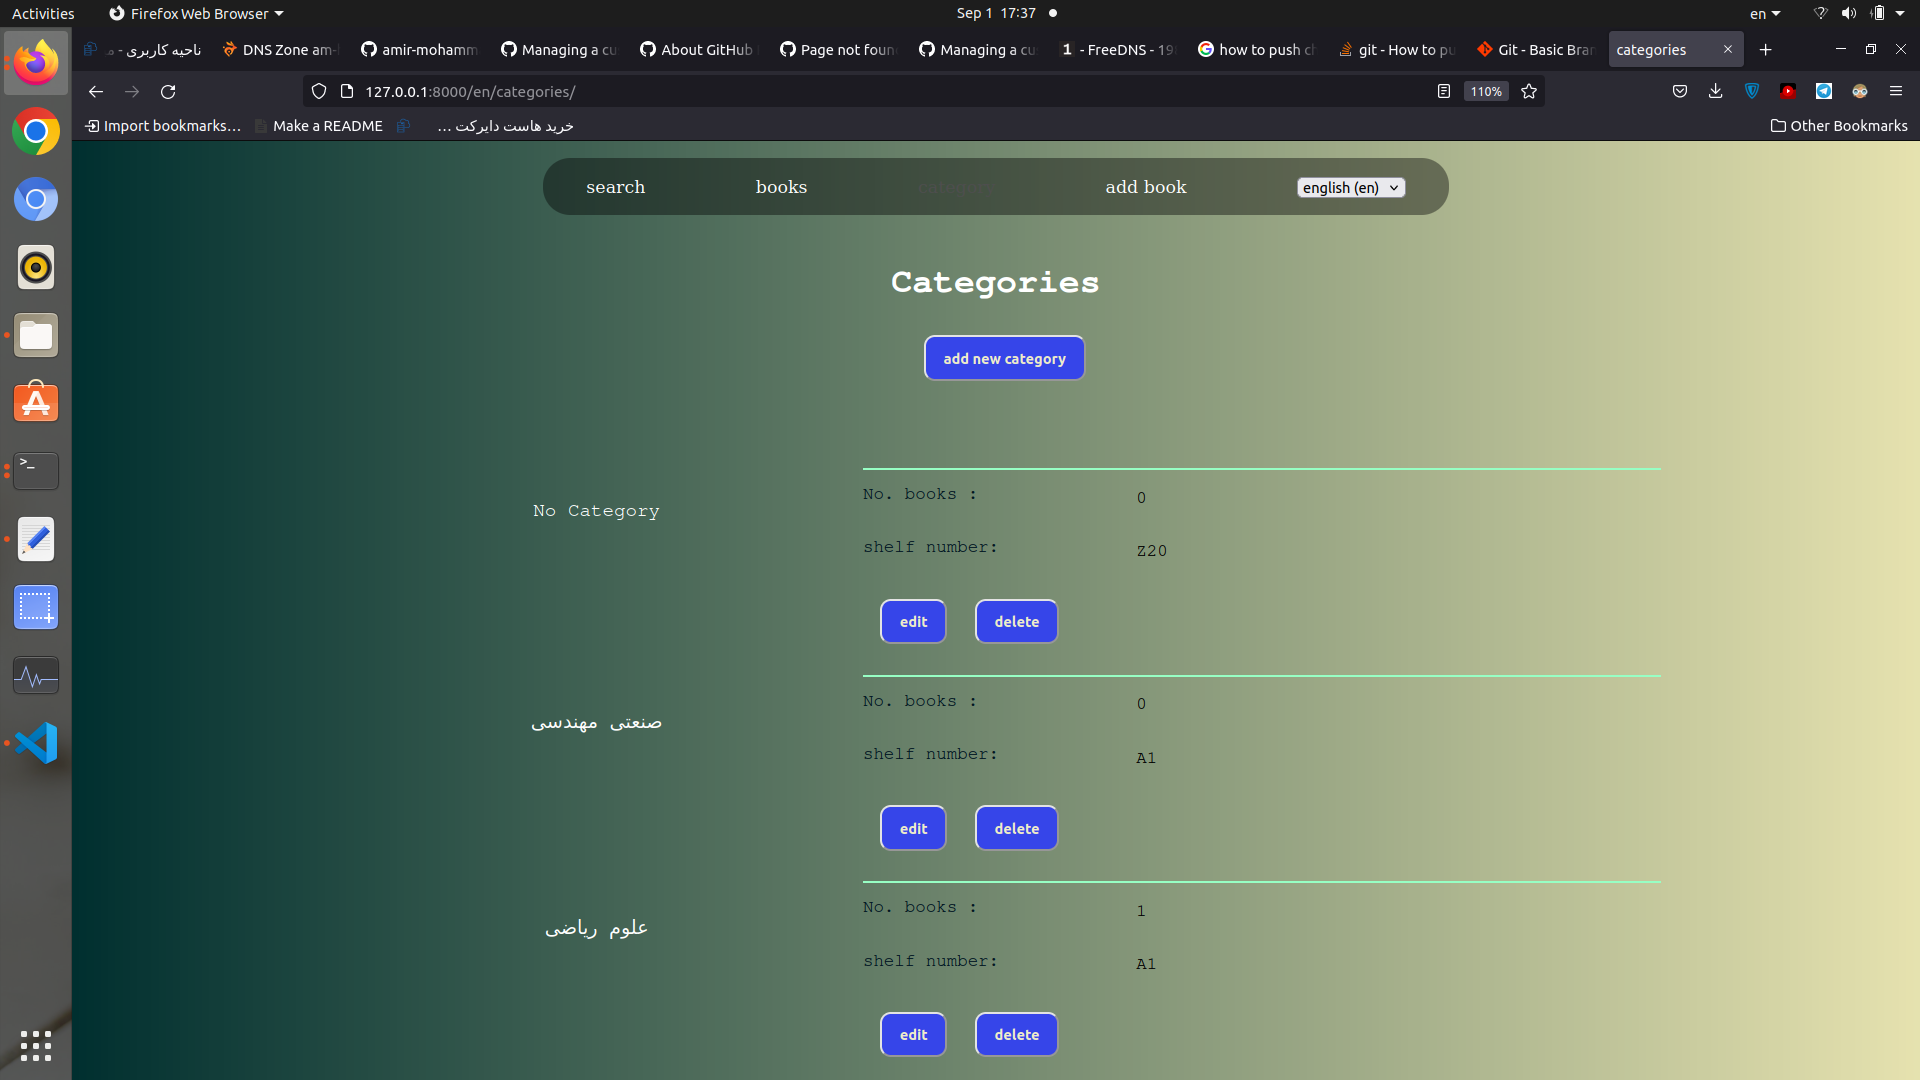 Activities
Firefox Web Browser
Sep 1 17:37
en
ناحیه کاربری - م
DNS Zone am-
amir-mohamm
Managing a cu
About GitHub
Page not foun
Managing a cu
1 - FreeDNS - 19
how to push ch
git - How to pu
Git - Basic Bran
categories
127.0.0.1:8000/en/categories/
110%
Import bookmarks...
Make a README
خرید هاست دایرکت ...
Other Bookmarks
search
books
category
add book
english (en)
Categories
add new category
No Category
No. books :
0
shelf number:
Z20
edit
delete
صنعتی مهندسی
No. books :
0
shelf number:
A1
edit
delete
علوم ریاضی
No. books :
1
shelf number:
A1
edit
delete